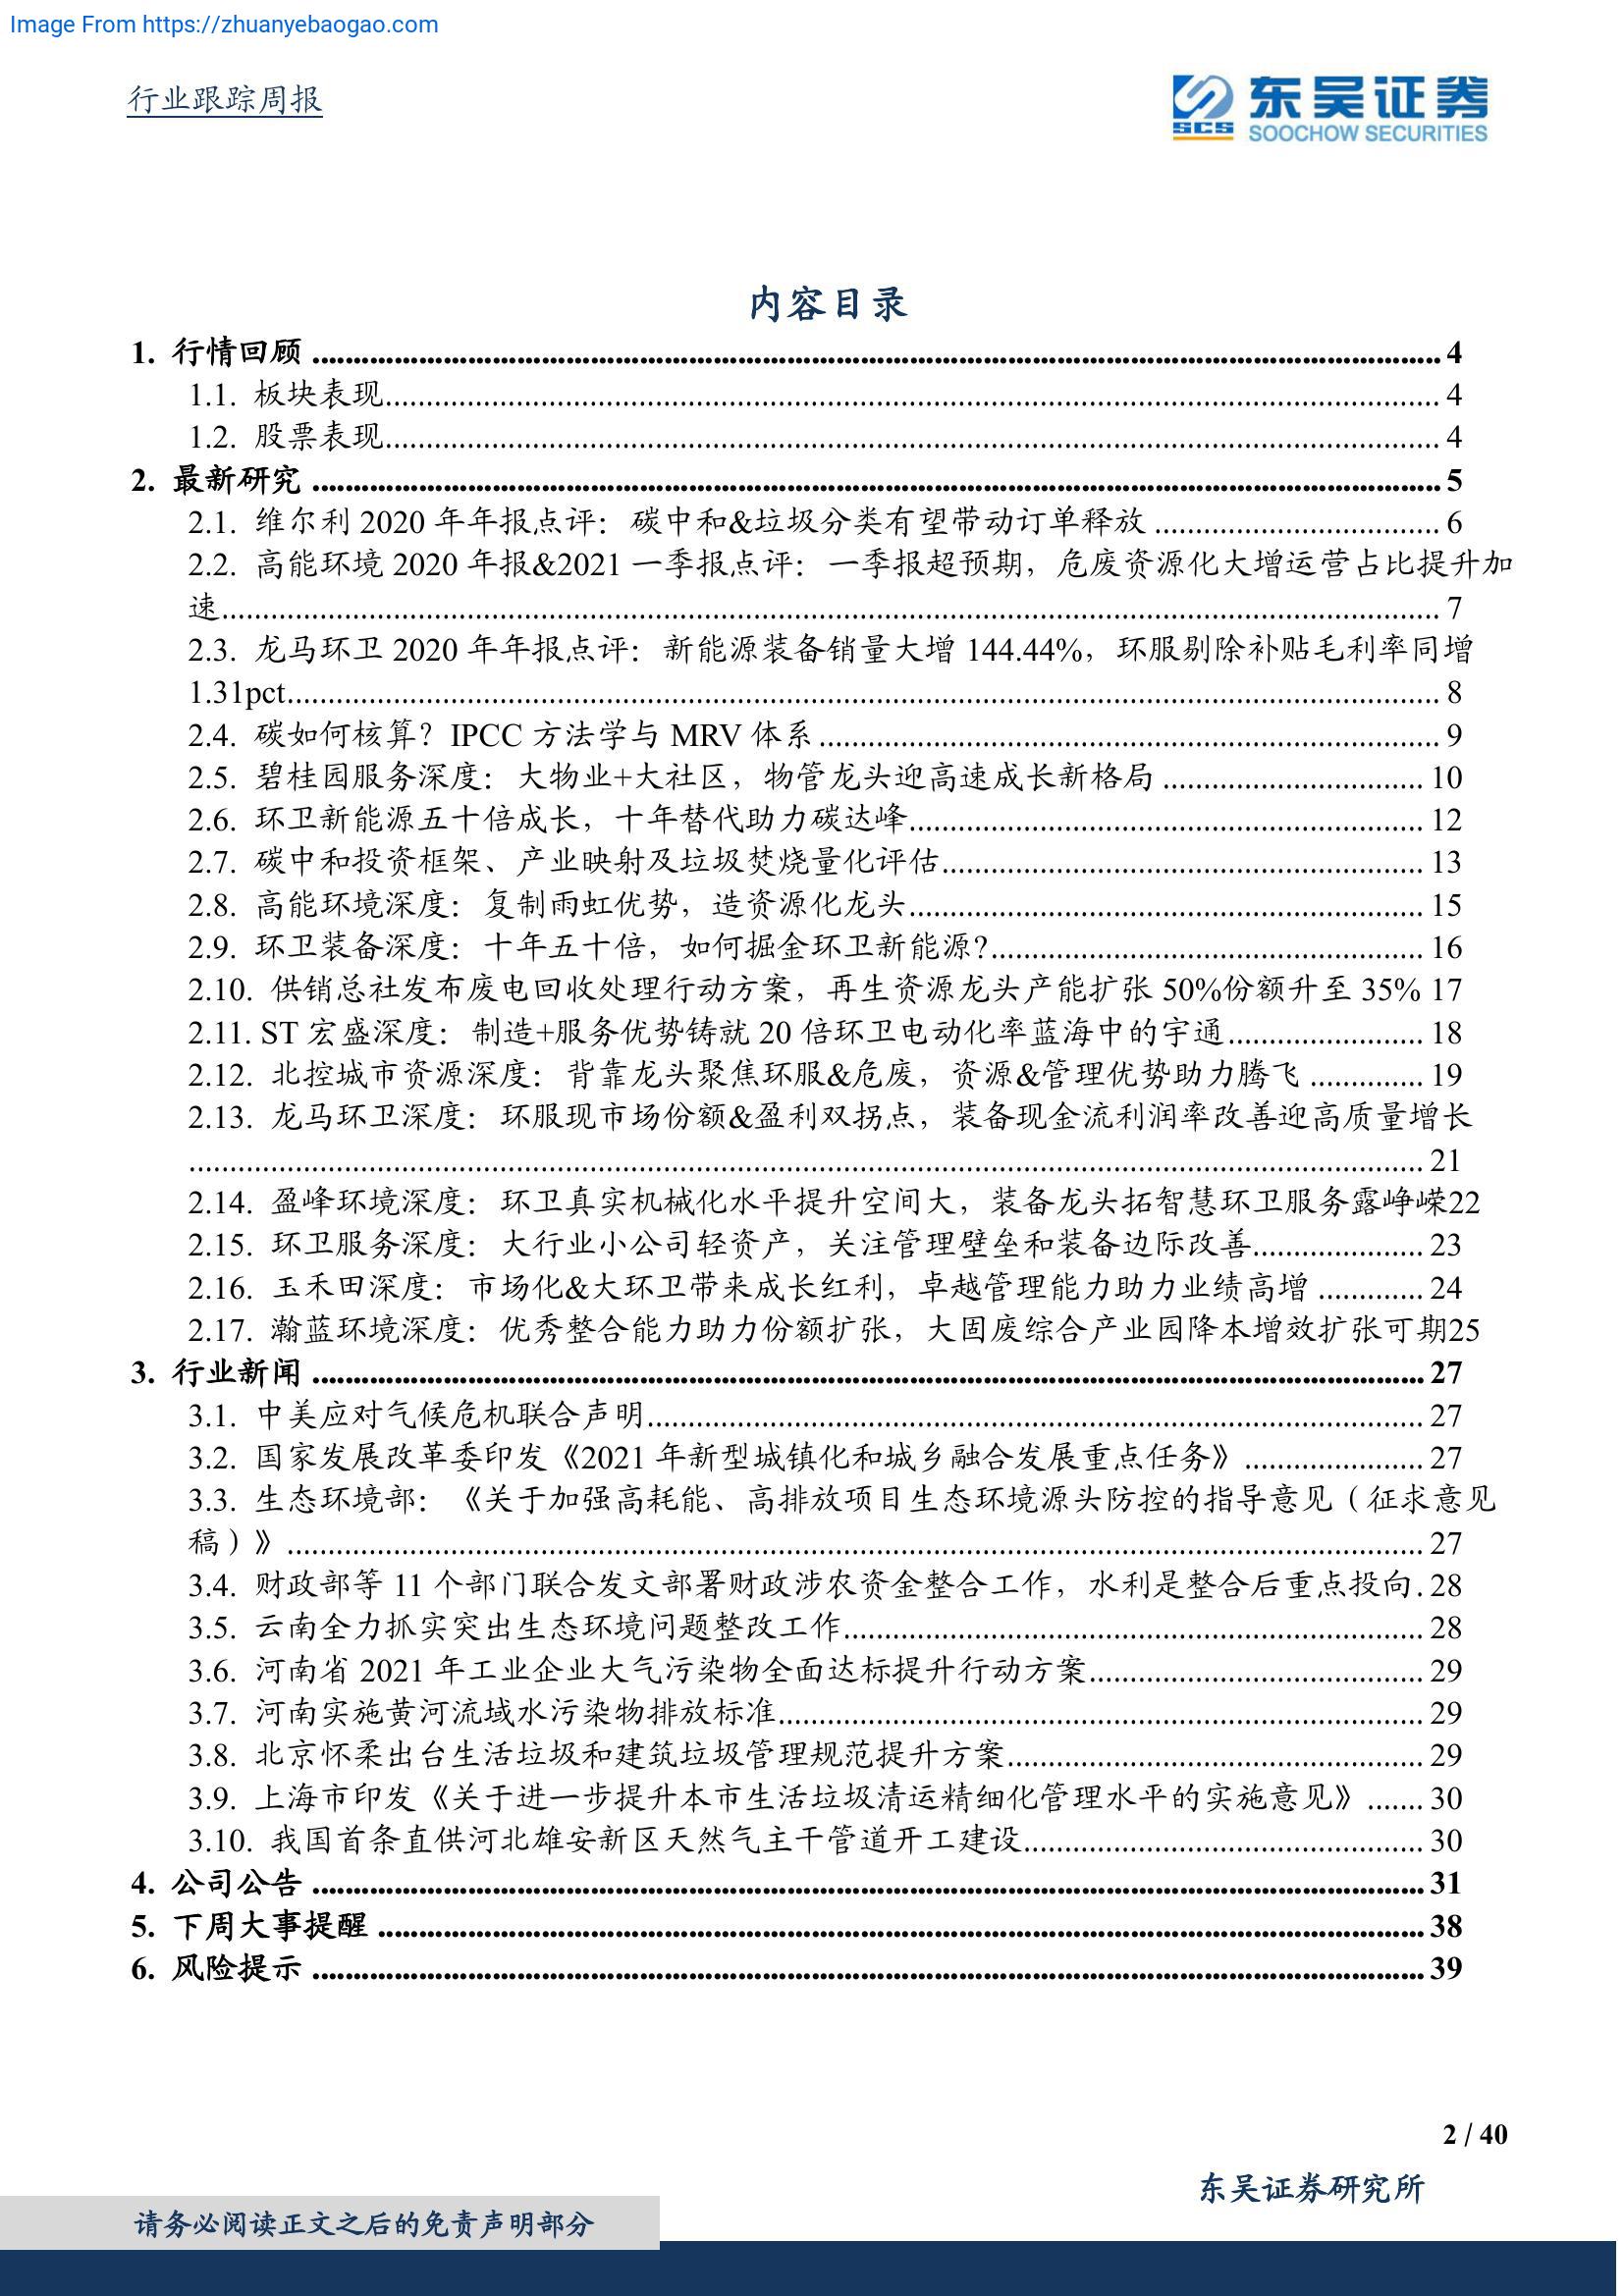 Image From https://zhuanyebaogao.com
行业跟踪周报
SCS
东吴证券
SOOCHOW SECURITIES
内容目录
1. 行情回顾 ........ 4
1.1. 板块表现........ 4
1.2. 股票表现........ 4
2. 最新研究 ........ 5
2.1. 维尔利 2020 年年报点评：碳中和&垃圾分类有望带动订单释放 ........ 6
2.2. 高能环境 2020 年报&2021 一季报点评：一季报超预期，危废资源化大增运营占比提升加
速........ 7
2.3. 龙马环卫 2020 年年报点评：新能源装备销量大增 144.44%，环服剔除补贴毛利率同增
1.31pct........ 8
2.4. 碳如何核算？IPCC 方法学与 MRV 体系 ........ 9
2.5. 碧桂园服务深度：大物业+大社区，物管龙头迎高速成长新格局 ........ 10
2.6. 环卫新能源五十倍成长，十年替代助力碳达峰........ 12
2.7. 碳中和投资框架、产业映射及垃圾焚烧量化评估........ 13
2.8. 高能环境深度：复制雨虹优势，造资源化龙头........ 15
2.9. 环卫装备深度：十年五十倍，如何掘金环卫新能源?........ 16
2.10. 供销总社发布废电回收处理行动方案，再生资源龙头产能扩张 50%份额升至 35% 17
2.11. ST 宏盛深度：制造+服务优势铸就 20 倍环卫电动化率蓝海中的宇通........ 18
2.12. 北控城市资源深度：背靠龙头聚焦环服&危废，资源&管理优势助力腾飞 ........ 19
2.13. 龙马环卫深度：环服现市场份额&盈利双拐点，装备现金流利润率改善迎高质量增长
........ 21
2.14. 盈峰环境深度：环卫真实机械化水平提升空间大，装备龙头拓智慧环卫服务露峥嵘22
2.15. 环卫服务深度：大行业小公司轻资产，关注管理壁垒和装备边际改善........ 23
2.16. 玉禾田深度：市场化&大环卫带来成长红利，卓越管理能力助力业绩高增 ........ 24
2.17. 瀚蓝环境深度：优秀整合能力助力份额扩张，大固废综合产业园降本增效扩张可期25
3. 行业新闻 ........ 27
3.1. 中美应对气候危机联合声明........ 27
3.2. 国家发展改革委印发《2021 年新型城镇化和城乡融合发展重点任务》 ........ 27
3.3. 生态环境部：《关于加强高耗能、高排放项目生态环境源头防控的指导意见（征求意见
稿）》 ........ 27
3.4. 财政部等 11 个部门联合发文部署财政涉农资金整合工作，水利是整合后重点投向. 28
3.5. 云南全力抓实突出生态环境问题整改工作........ 28
3.6. 河南省 2021 年工业企业大气污染物全面达标提升行动方案........ 29
3.7. 河南实施黄河流域水污染物排放标准........ 29
3.8. 北京怀柔出台生活垃圾和建筑垃圾管理规范提升方案........ 29
3.9. 上海市印发《关于进一步提升本市生活垃圾清运精细化管理水平的实施意见》 ....... 30
3.10. 我国首条直供河北雄安新区天然气主干管道开工建设........ 30
4. 公司公告 ........ 31
5. 下周大事提醒 ........ 38
6. 风险提示 ........ 39
2 / 40
东吴证券研究所
请务必阅读正文之后的免责声明部分